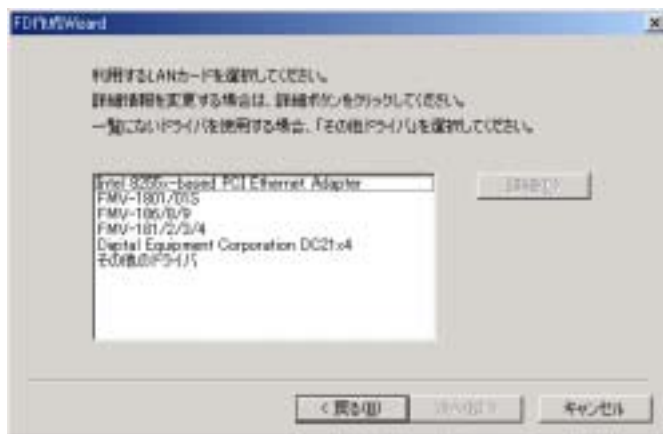 FD作成Wizard
利用するLANカードを選択してください。
詳細情報を変更する場合は、詳細ボタンをクリックしてください。
一覧にないドライバを使用する場合、「その他ドライバ」を選択してください。
Intel 8255x-based PCI Ethernet Adapter
詳細(D)
FMV-1801/01S
FMV-186/8/9
FMV-181/2/3/4
Digital Equipment Corporation DC21x4
その他のドライバ
< 戻る(B)
キャンセル